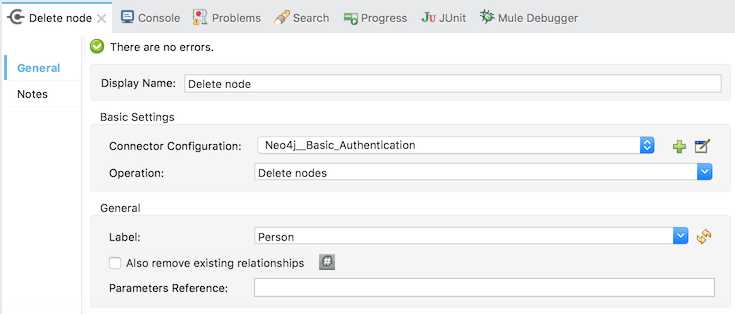 Delete node Console Problems Search Progress JU JUnit Mule Debugger
There are no errors.
General
Notes
Display Name: Delete node
Basic Settings
Connector Configuration: Neo4j__Basic_Authentication
Operation: Delete nodes
General
Label: Person
Also remove existing relationships #
Parameters Reference: